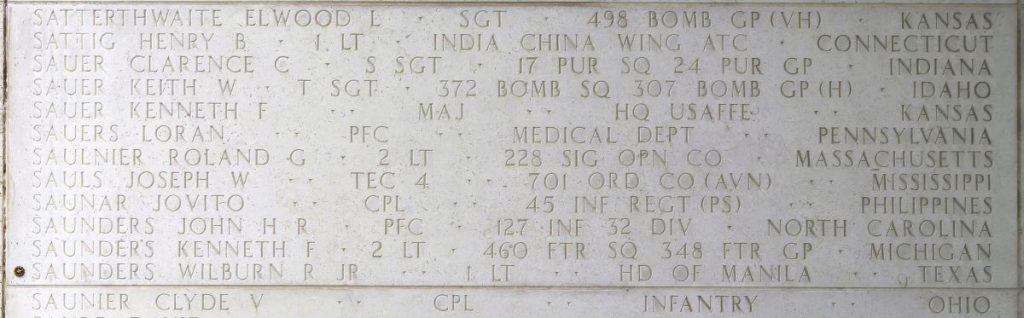 SATTERTHWAITE ELWOOD L · SGT · 498 BOMB GP (VH) · KANSAS
SATTIG HENRY B · 1 LT · INDIA CHINA WING ATC · CONNECTICUT
SAUER CLARENCE C · S SGT · 17 PUR SQ 24 PUR GP · INDIANA
SAUER KEITH W · T SGT · 372 BOMB SQ 307 BOMB GP (H) · IDAHO
SAUER KENNETH F · · MAJ · · HQ USAFFE · · KANSAS
SAUERS LORAN · · PFC · · MEDICAL DEPT · · PENNSYLVANIA
SAULNIER ROLAND G · 2 LT · 228 SIG OPN CO · MASSACHUSETTS
SAULS JOSEPH W · · TEC 4 · · 701 ORD CO (AVN) · · MISSISSIPPI
SAUNAR JOVITO · · CPL · · 45 INF REGT (PS) · · PHILIPPINES
SAUNDERS JOHN H R · PFC · 127 INF 32 DIV · NORTH CAROLINA
SAUNDERS KENNETH F · 2 LT · 460 FTR SQ 348 FTR GP · MICHIGAN
SAUNDERS WILBURN R JR · · 1 LT · · HD OF MANILA · · TEXAS
SAUNIER CLYDE V · · CPL · · INFANTRY · · OHIO